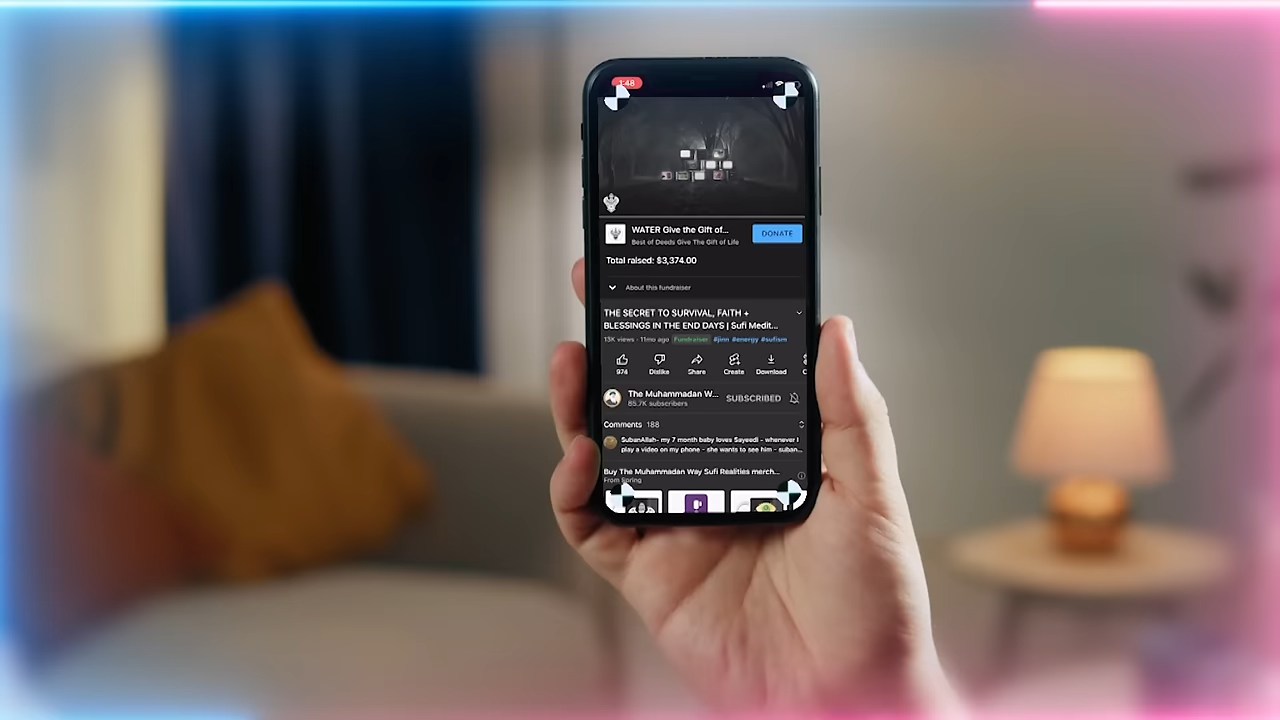 1:48
WATER Give the Gift of...
Best of Deeds Give The Gift of Life
DONATE
Total raised: $3,374.00
About this fundraiser
THE SECRET TO SURVIVAL, FAITH +
BLESSINGS IN THE END DAYS | Sufi Medit...
13K views · 11mo ago Fundraiser #jinn #energy #sufism
974 Dislike Share Create Download
The Muhammadan W...
85.7K subscribers
SUBSCRIBED
Comments 188
SubanAllah- my 7 month baby loves Sayeedi - whenever I
play a video on my phone - she wants to see him - suban...
Buy The Muhammadan Way Sufi Realities merch...
From Spring